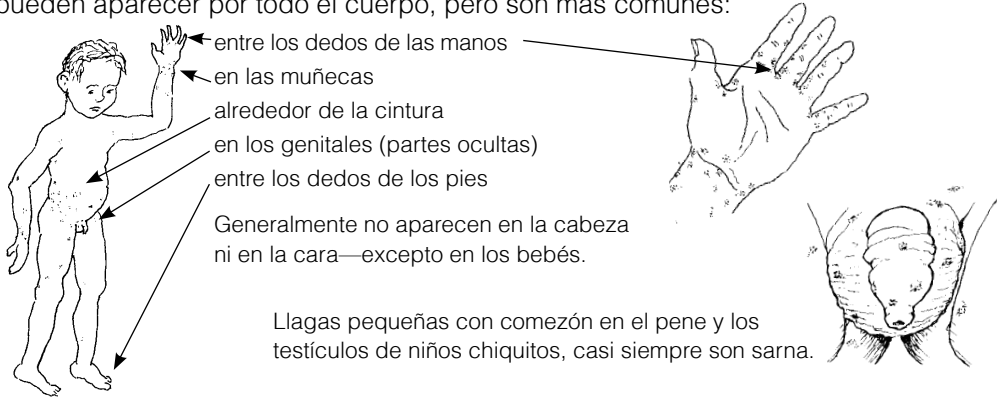 pueden aparecer por todo el cuerpo, pero son más comunes:
entre los dedos de las manos
en las muñecas
alrededor de la cintura
en los genitales (partes ocultas)
entre los dedos de los pies
Generalmente no aparecen en la cabeza
ni en la cara—excepto en los bebés.
Llagas pequeñas con comezón en el pene y los
testículos de niños chiquitos, casi siempre son sarna.